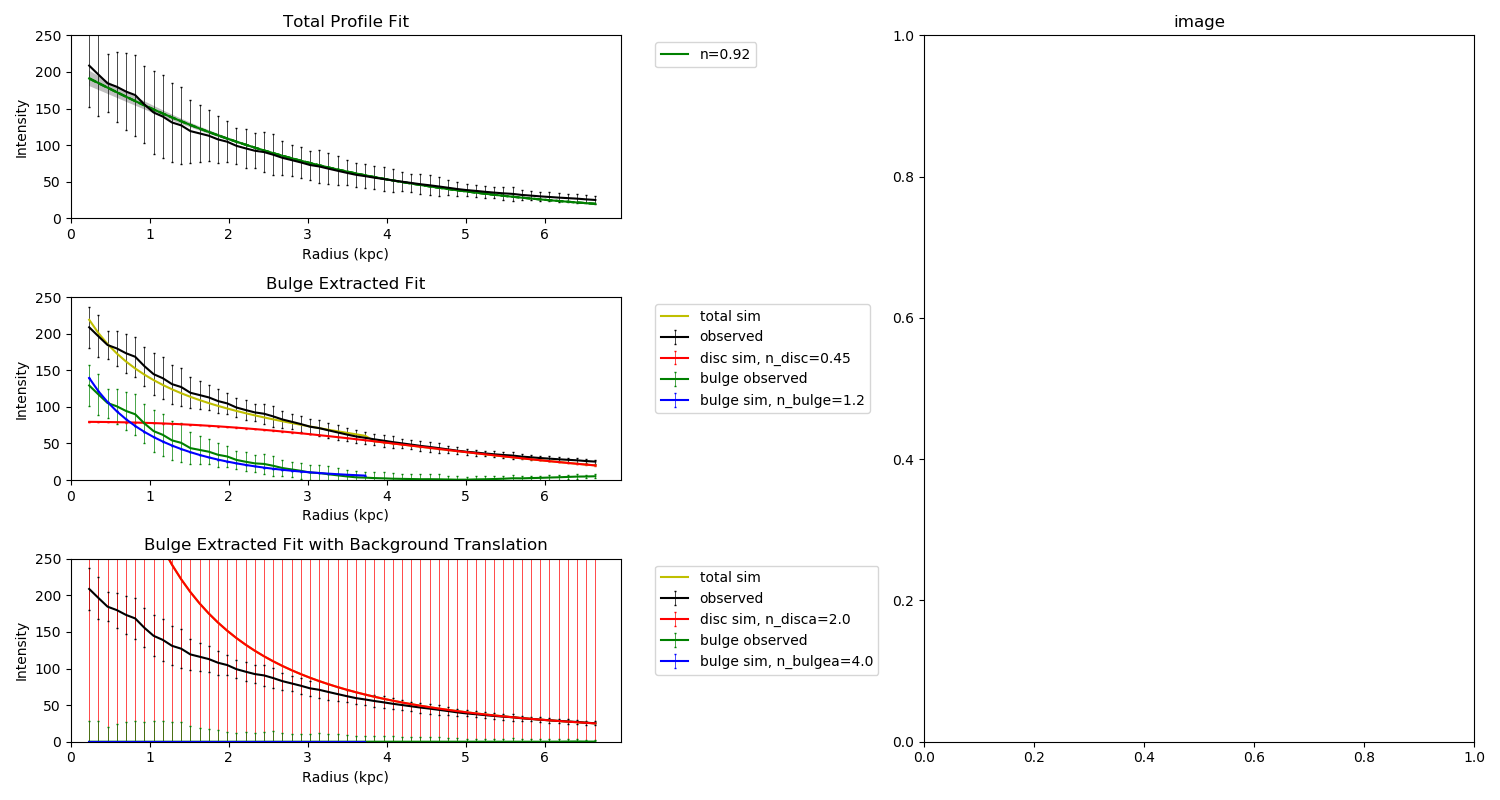 Total Profile Fit
250
200
150
100
50
0
Intensity
0 1 2 3 4 5 6
Radius (kpc)
n=0.92
Bulge Extracted Fit
250
200
150
100
50
0
Intensity
0 1 2 3 4 5 6
Radius (kpc)
total sim
observed
disc sim, n_disc=0.45
bulge observed
bulge sim, n_bulge=1.2
Bulge Extracted Fit with Background Translation
250
200
150
100
50
0
Intensity
0 1 2 3 4 5 6
Radius (kpc)
total sim
observed
disc sim, n_disca=2.0
bulge observed
bulge sim, n_bulgea=4.0
image
1.0
0.8
0.6
0.4
0.2
0.0
0.0 0.2 0.4 0.6 0.8 1.0